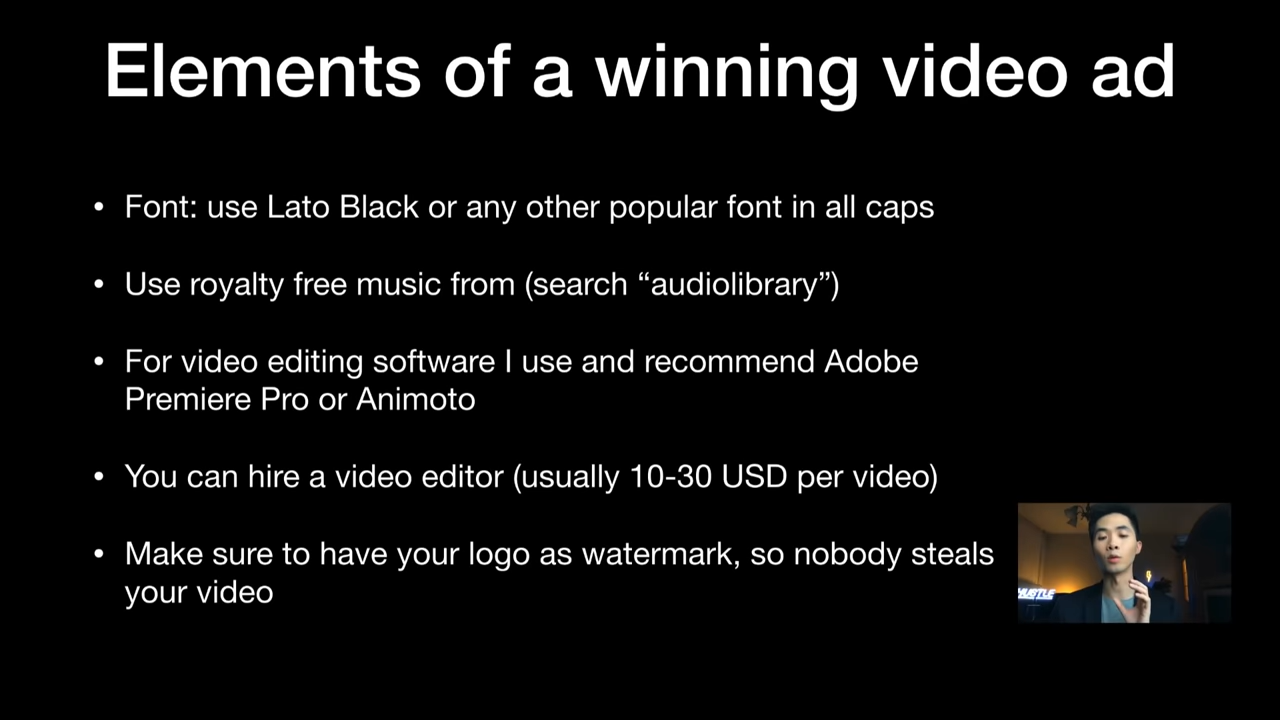 Elements of a winning video ad
• Font: use Lato Black or any other popular font in all caps
• Use royalty free music from (search “audiolibrary”)
• For video editing software I use and recommend Adobe
Premiere Pro or Animoto
• You can hire a video editor (usually 10-30 USD per video)
• Make sure to have your logo as watermark, so nobody steals
your video
HUSTLE